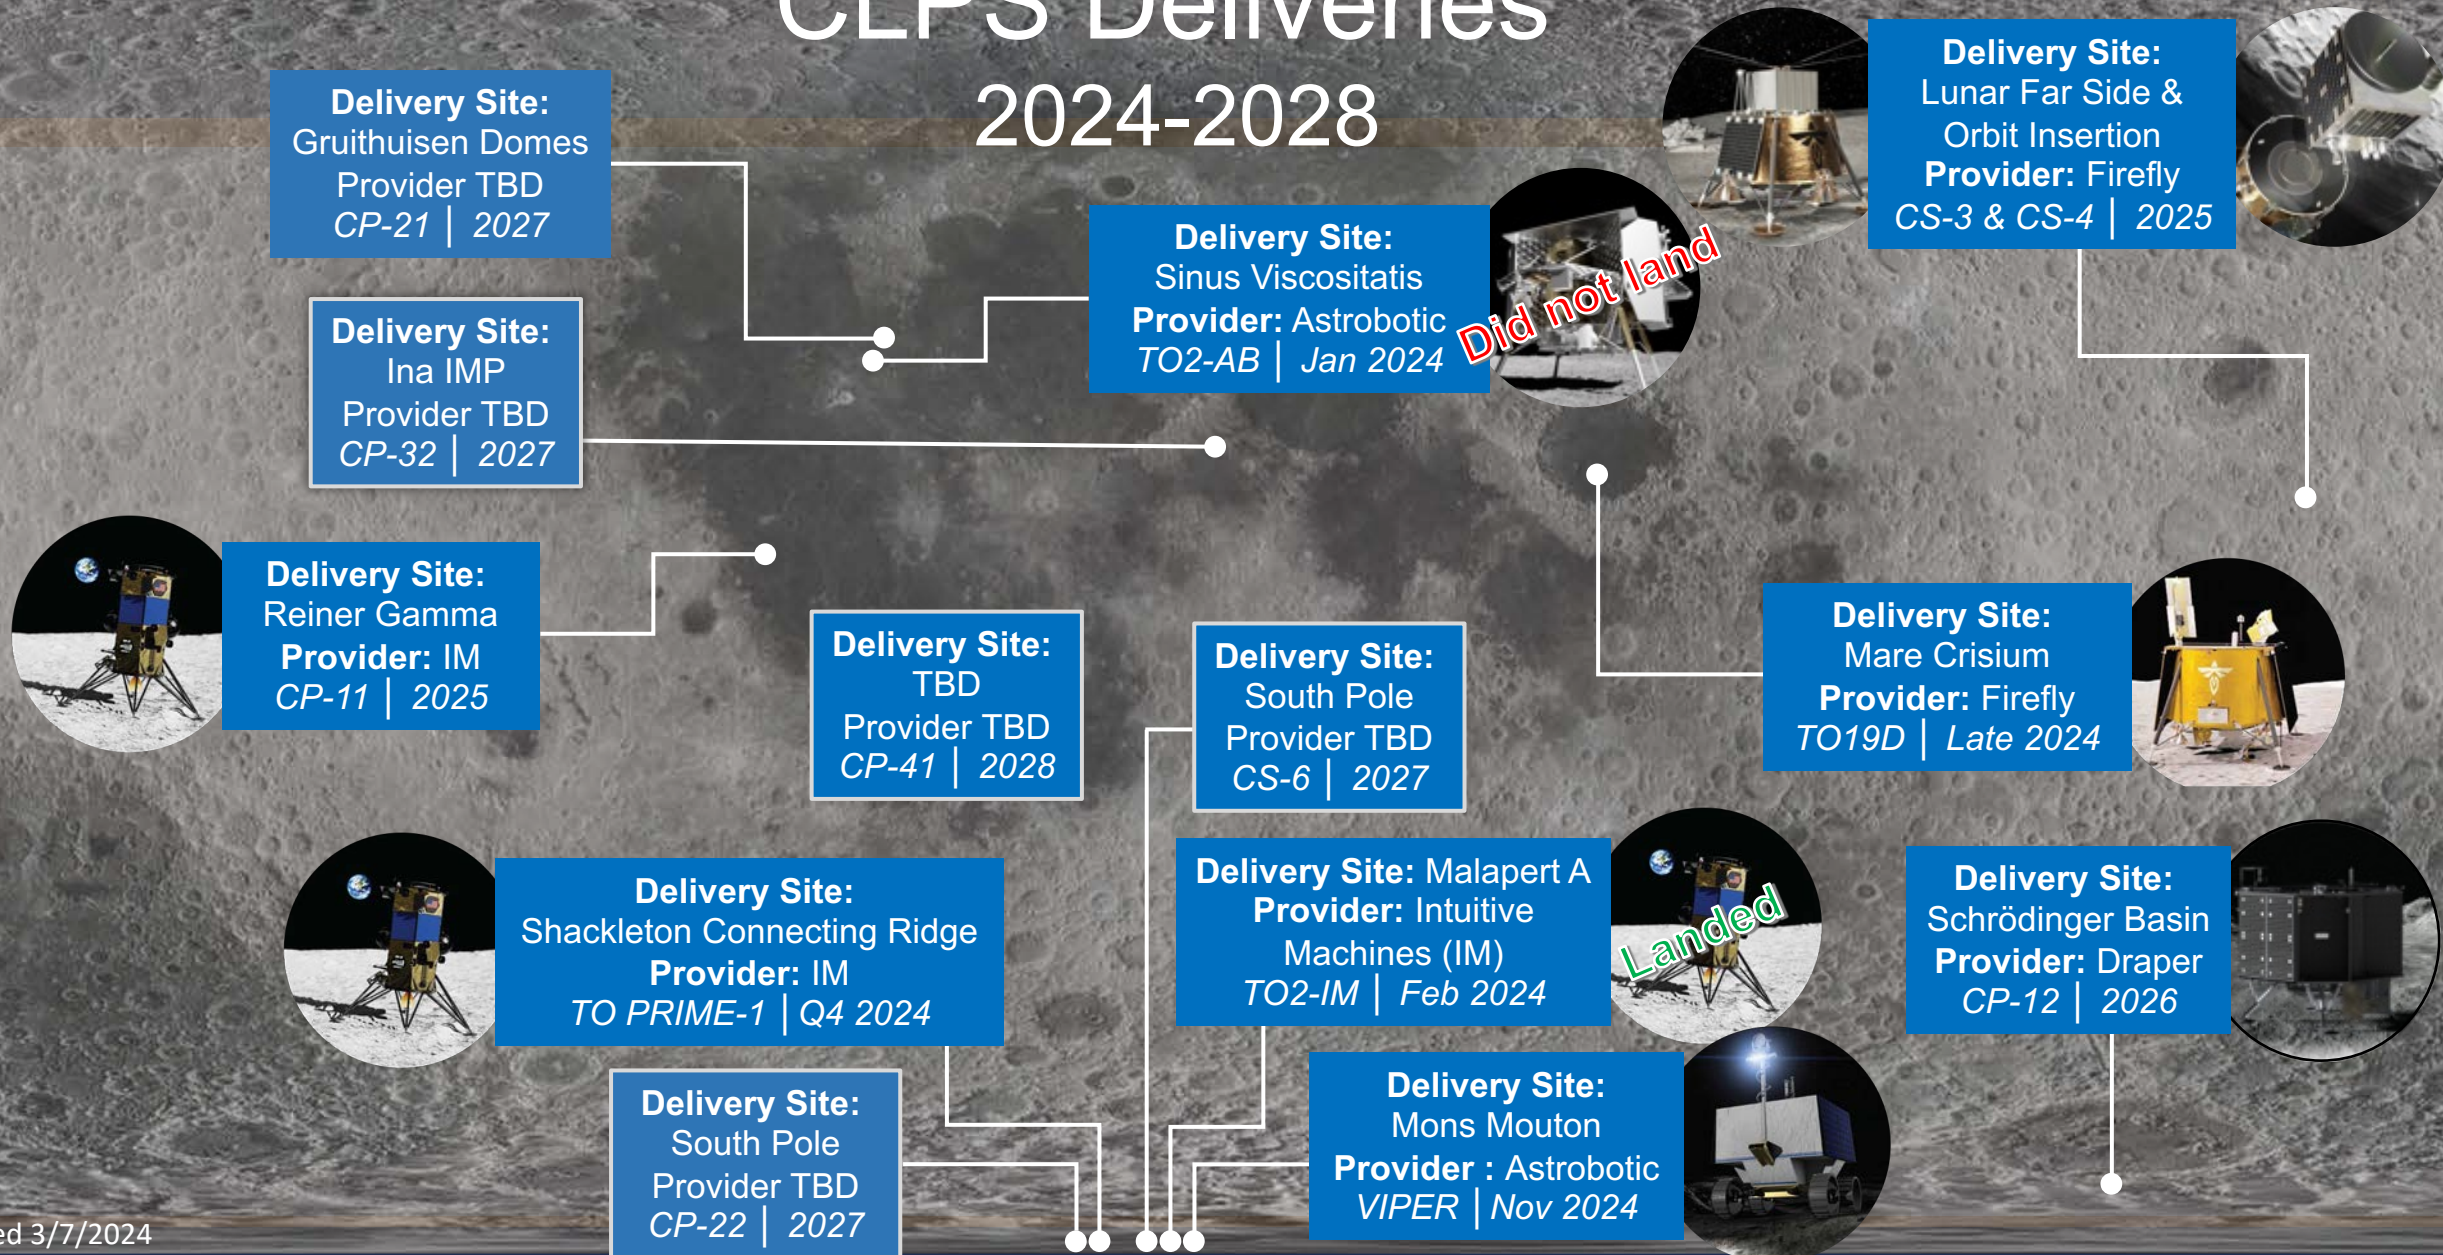 CLPS Deliveries
2024-2028
Delivery Site:
Gruithuisen Domes
Provider TBD
CP-21 | 2027
Delivery Site:
Lunar Far Side &
Orbit Insertion
Provider: Firefly
CS-3 & CS-4 | 2025
Delivery Site:
Sinus Viscositatis
Provider: Astrobotic
TO2-AB | Jan 2024
Did not land
Delivery Site:
Ina IMP
Provider TBD
CP-32 | 2027
Delivery Site:
Reiner Gamma
Provider: IM
CP-11 | 2025
Delivery Site:
TBD
Provider TBD
CP-41 | 2028
Delivery Site:
South Pole
Provider TBD
CS-6 | 2027
Delivery Site:
Mare Crisium
Provider: Firefly
TO19D | Late 2024
Delivery Site:
Shackleton Connecting Ridge
Provider: IM
TO PRIME-1 | Q4 2024
Delivery Site: Malapert A
Provider: Intuitive
Machines (IM)
TO2-IM | Feb 2024
Landed
Delivery Site:
Schrödinger Basin
Provider: Draper
CP-12 | 2026
Delivery Site:
South Pole
Provider TBD
CP-22 | 2027
Delivery Site:
Mons Mouton
Provider : Astrobotic
VIPER | Nov 2024
3/7/2024